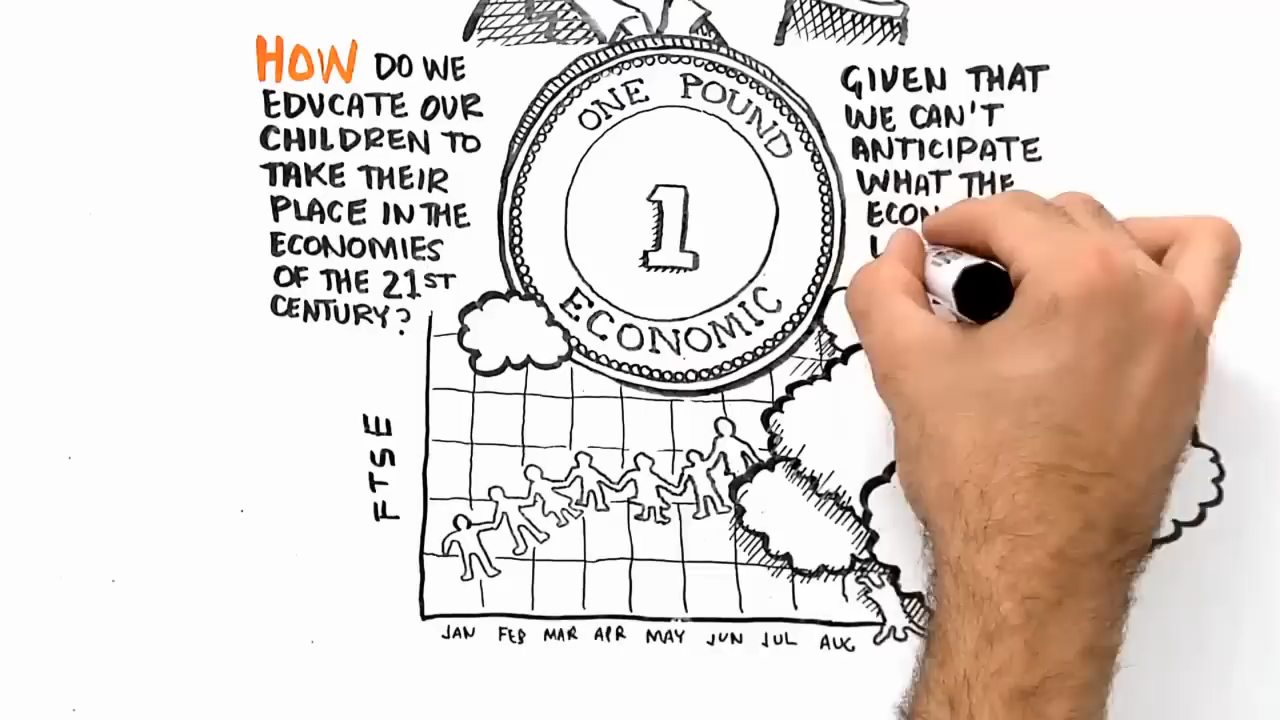 HOW DO WE
EDUCATE OUR
CHILDREN TO
TAKE THEIR
PLACE IN THE
ECONOMIES
OF THE 21ST
CENTURY?
ONE POUND
1
ECONOMIC
GIVEN THAT
WE CAN'T
ANTICIPATE
WHAT THE
FTSE
JAN FEB MAR APR MAY JUN JUL AUG